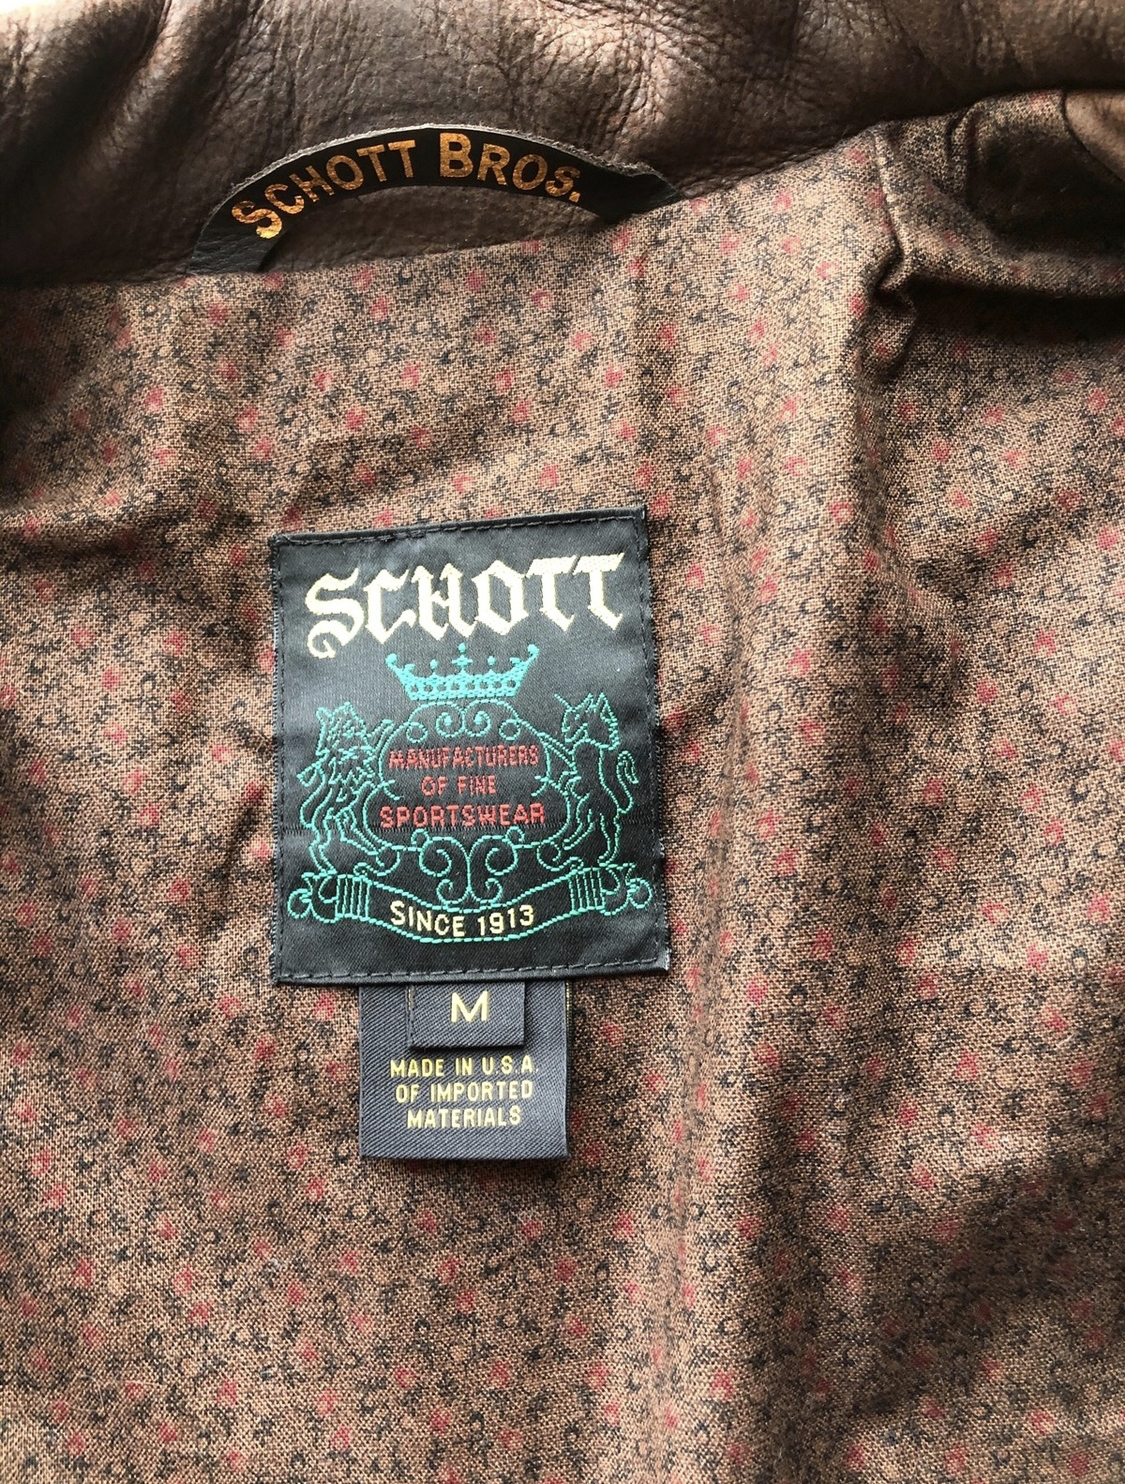 SCHOTT BROS.
SCHOTT
MANUFACTURERS
OF FINE
SPORTSWEAR
SINCE 1913
M
MADE IN U.S.A.
OF IMPORTED
MATERIALS